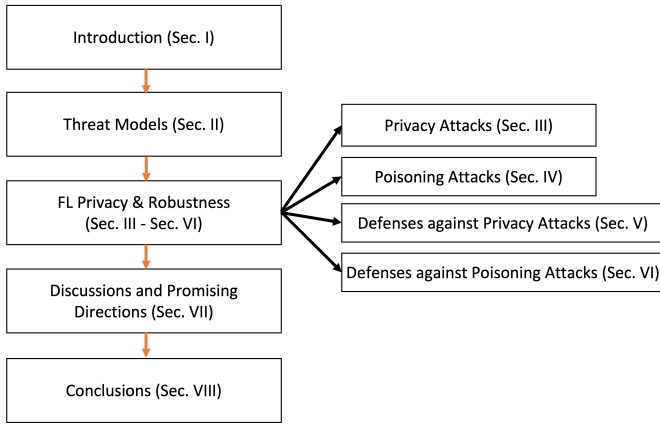 Introduction (Sec. I)
Threat Models (Sec. II)
FL Privacy & Robustness
(Sec. III - Sec. VI)
Discussions and Promising
Directions (Sec. VII)
Conclusions (Sec. VIII)
Privacy Attacks (Sec. III)
Poisoning Attacks (Sec. IV)
Defenses against Privacy Attacks (Sec. V)
Defenses against Poisoning Attacks (Sec. VI)